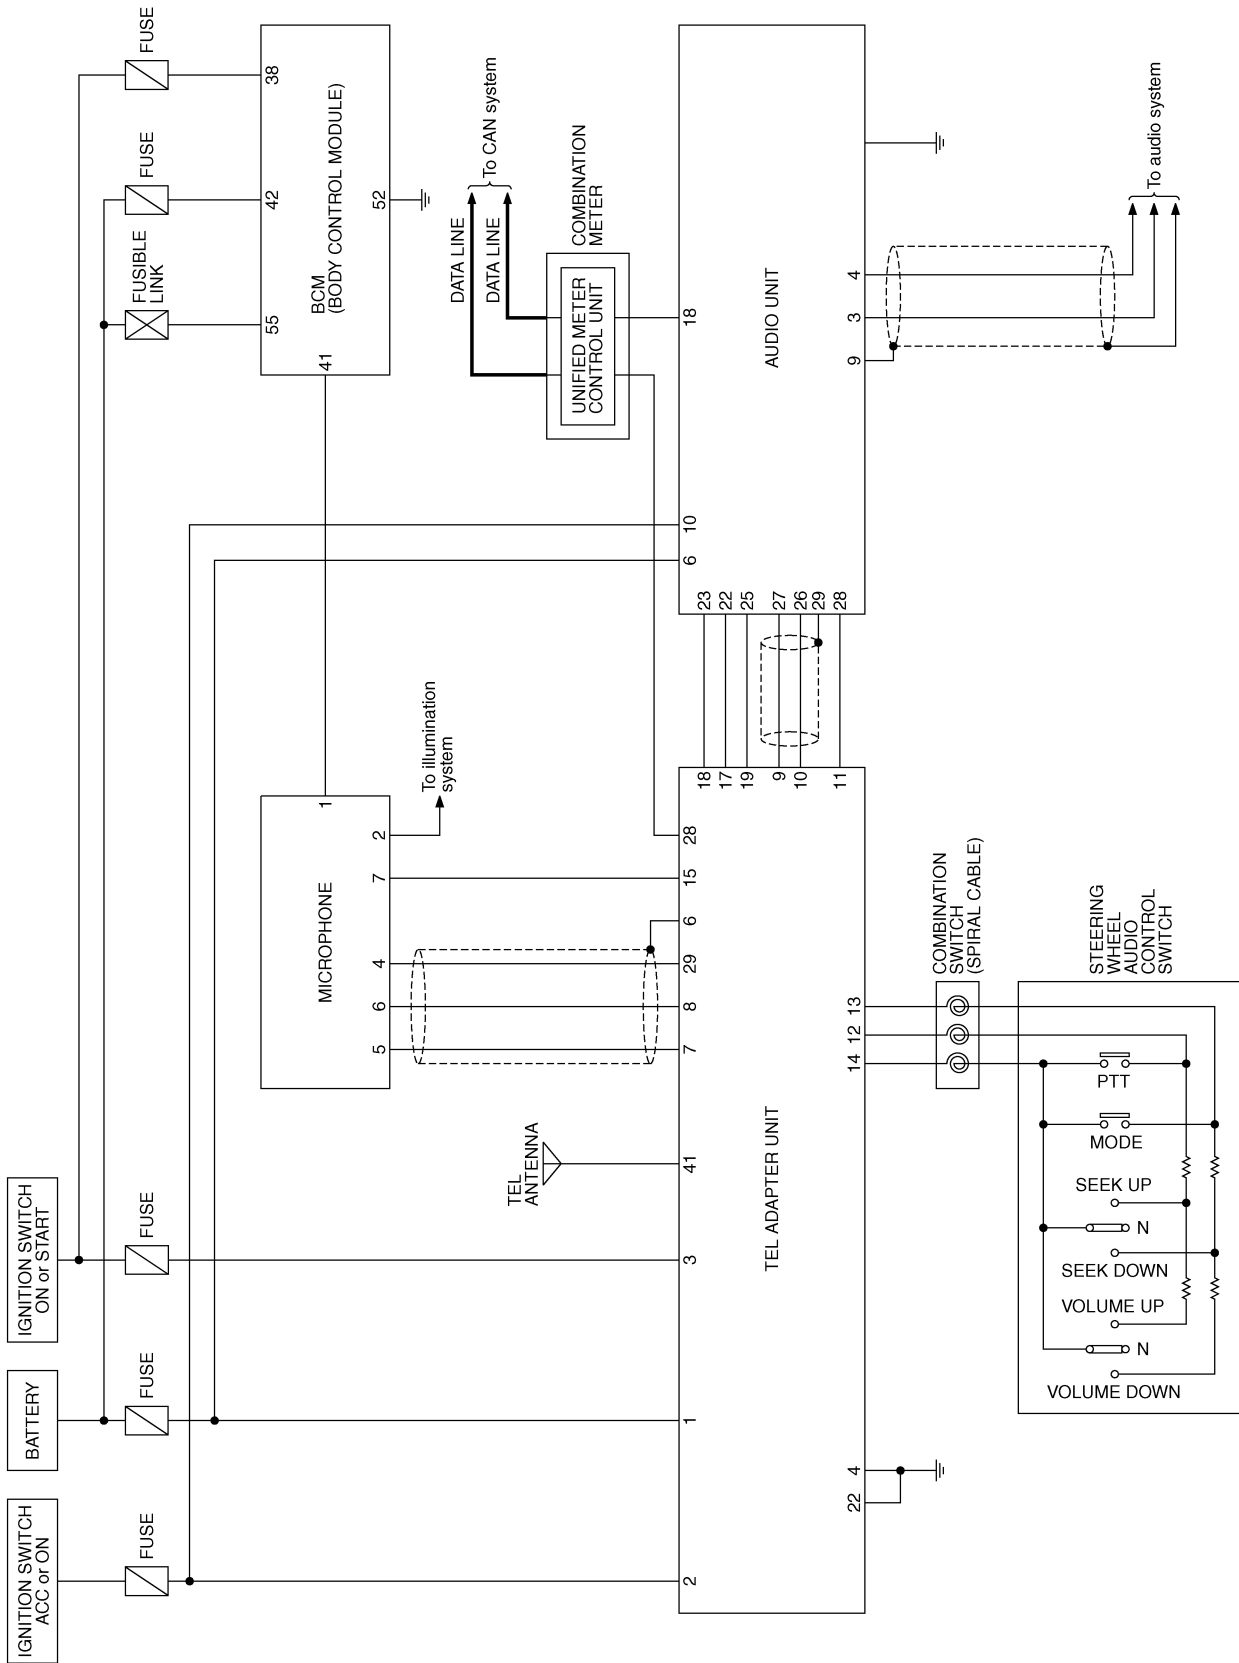 IGNITION SWITCH
ACC or ON
BATTERY
IGNITION SWITCH
ON or START
FUSE
FUSE
FUSE
FUSIBLE
LINK
FUSE
FUSE
55
42
38
BCM
(BODY CONTROL MODULE)
41
52
TEL
ANTENNA
MICROPHONE
1
5
6
4
7
2
To illumination
system
DATA LINE
DATA LINE
To CAN system
COMBINATION
METER
UNIFIED METER
CONTROL UNIT
2
1
3
41
7
8
29
6
15
28
TEL ADAPTER UNIT
18
17
19
9
10
11
22
4
14
12
13
6
10
18
23
22
25
27
26
29
28
AUDIO UNIT
9
3
4
To audio system
COMBINATION
SWITCH
(SPIRAL CABLE)
STEERING
WHEEL
AUDIO
CONTROL
SWITCH
PTT
MODE
SEEK UP
N
SEEK DOWN
VOLUME UP
N
VOLUME DOWN